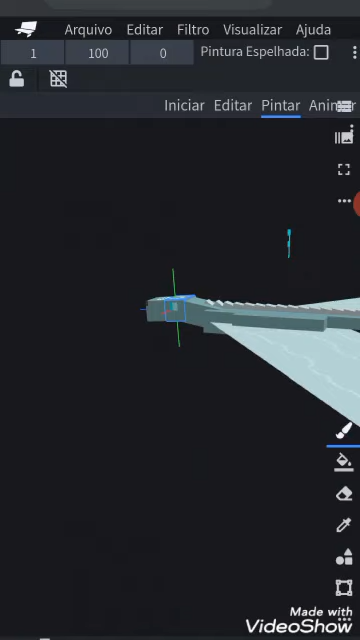 Arquivo Editar Filtro Visualizar Ajuda
1 100 0 Pintura Espelhada:
Iniciar Editar Pintar
Made with
VideoShow